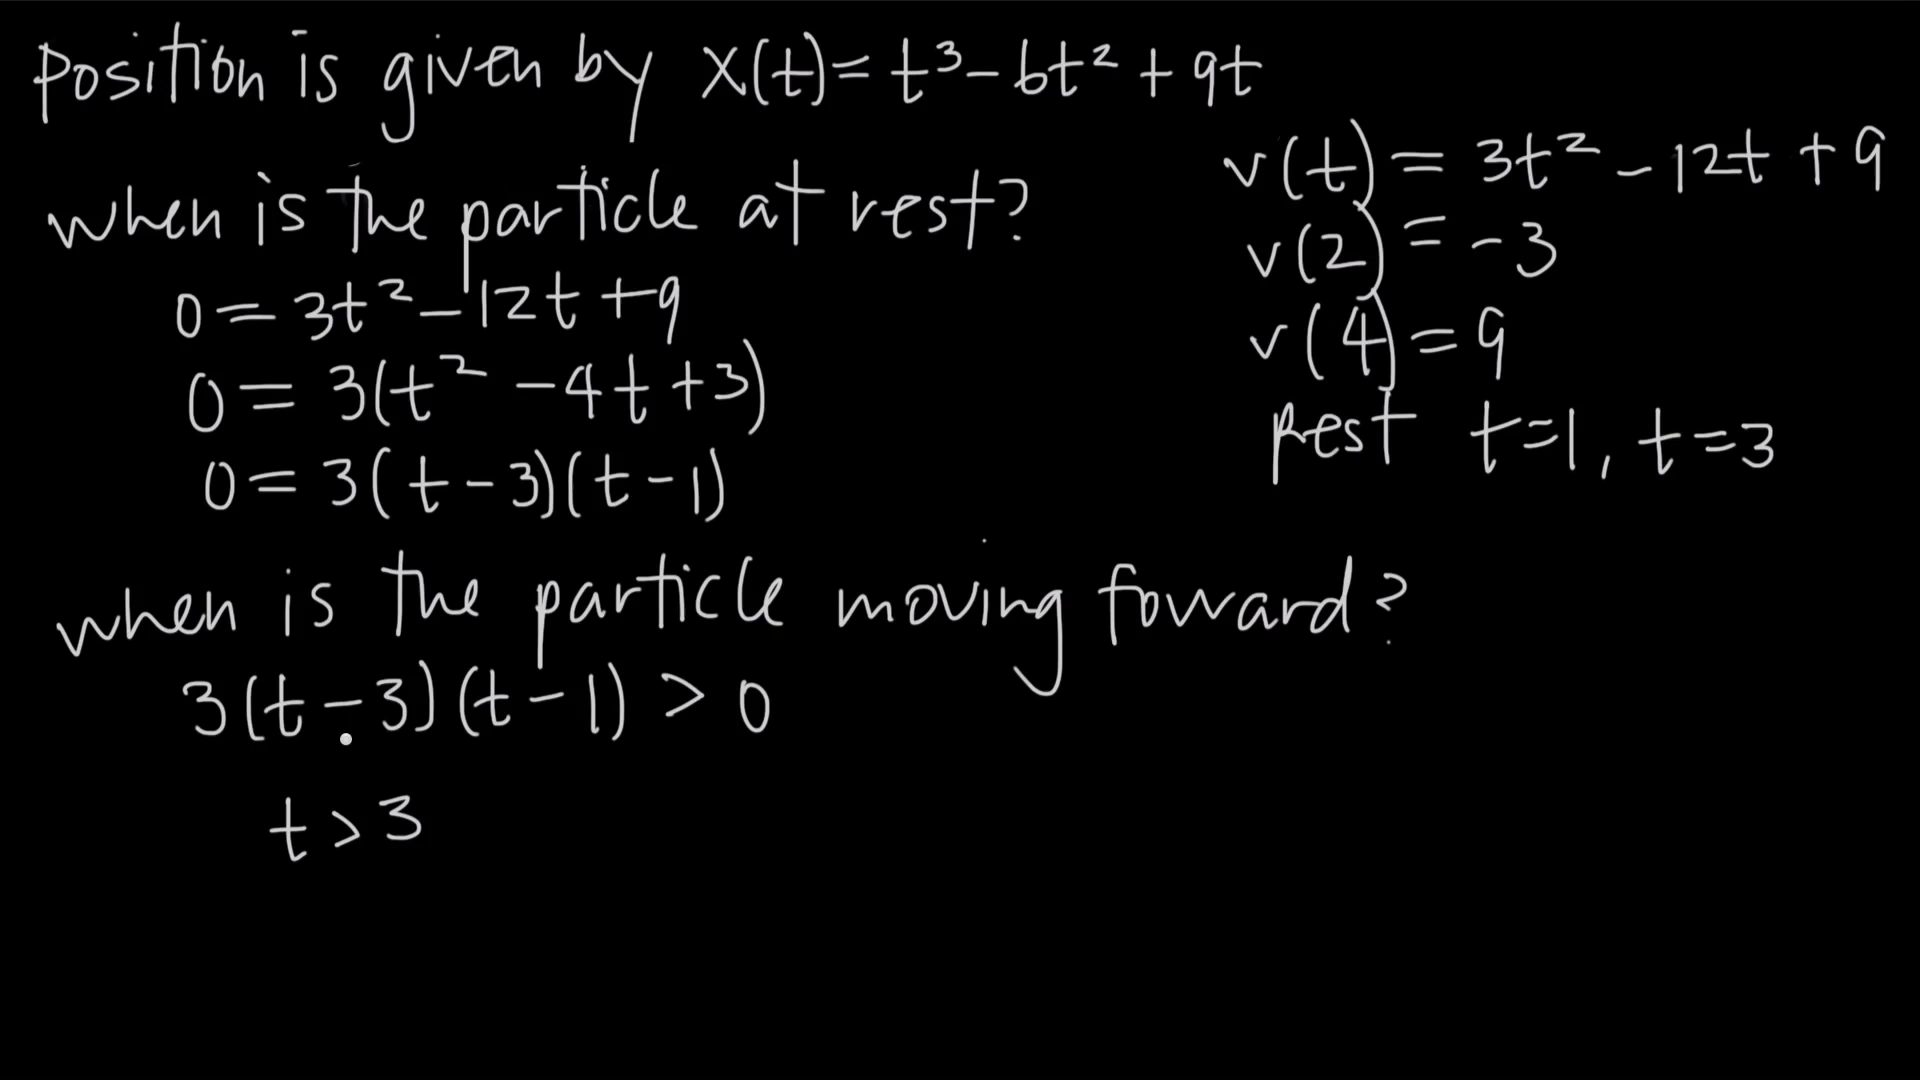 Position is given by x(t)= t³ - 6t² + 9t
v(t) = 3t² - 12t + 9
when is the particle at rest?
v(2) = -3
0 = 3t² - 12t + 9
v(4) = 9
0 = 3(t² - 4t + 3)
Rest t=1, t=3
0 = 3(t-3)(t-1)
when is the particle moving foward?
3(t-3)(t-1) > 0
t > 3